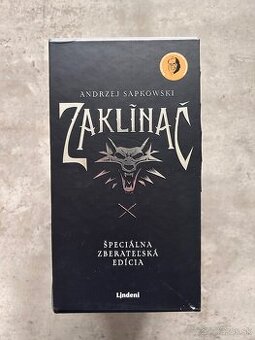 ANDRZEJ SAPKOWSKI
ZAKLÍNAČ
ŠPECIÁLNA
ZBERATEĽSKÁ
EDÍCIA
Lindeni